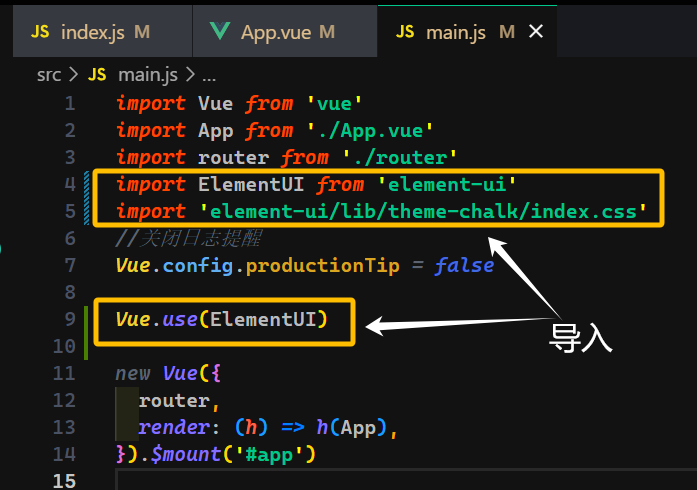 JS index.js M App.vue M JS main.js M ×
src > JS main.js > ...
1 import Vue from 'vue'
2 import App from './App.vue'
3 import router from './router'
4 import ElementUI from 'element-ui'
5 import 'element-ui/lib/theme-chalk/index.css'
6 //关闭日志提醒
7 Vue.config.productionTip = false
8
9 Vue.use(ElementUI)
10
导入
11 new Vue({
12 router,
13 render: (h) => h(App),
14 }).$mount('#app')
15